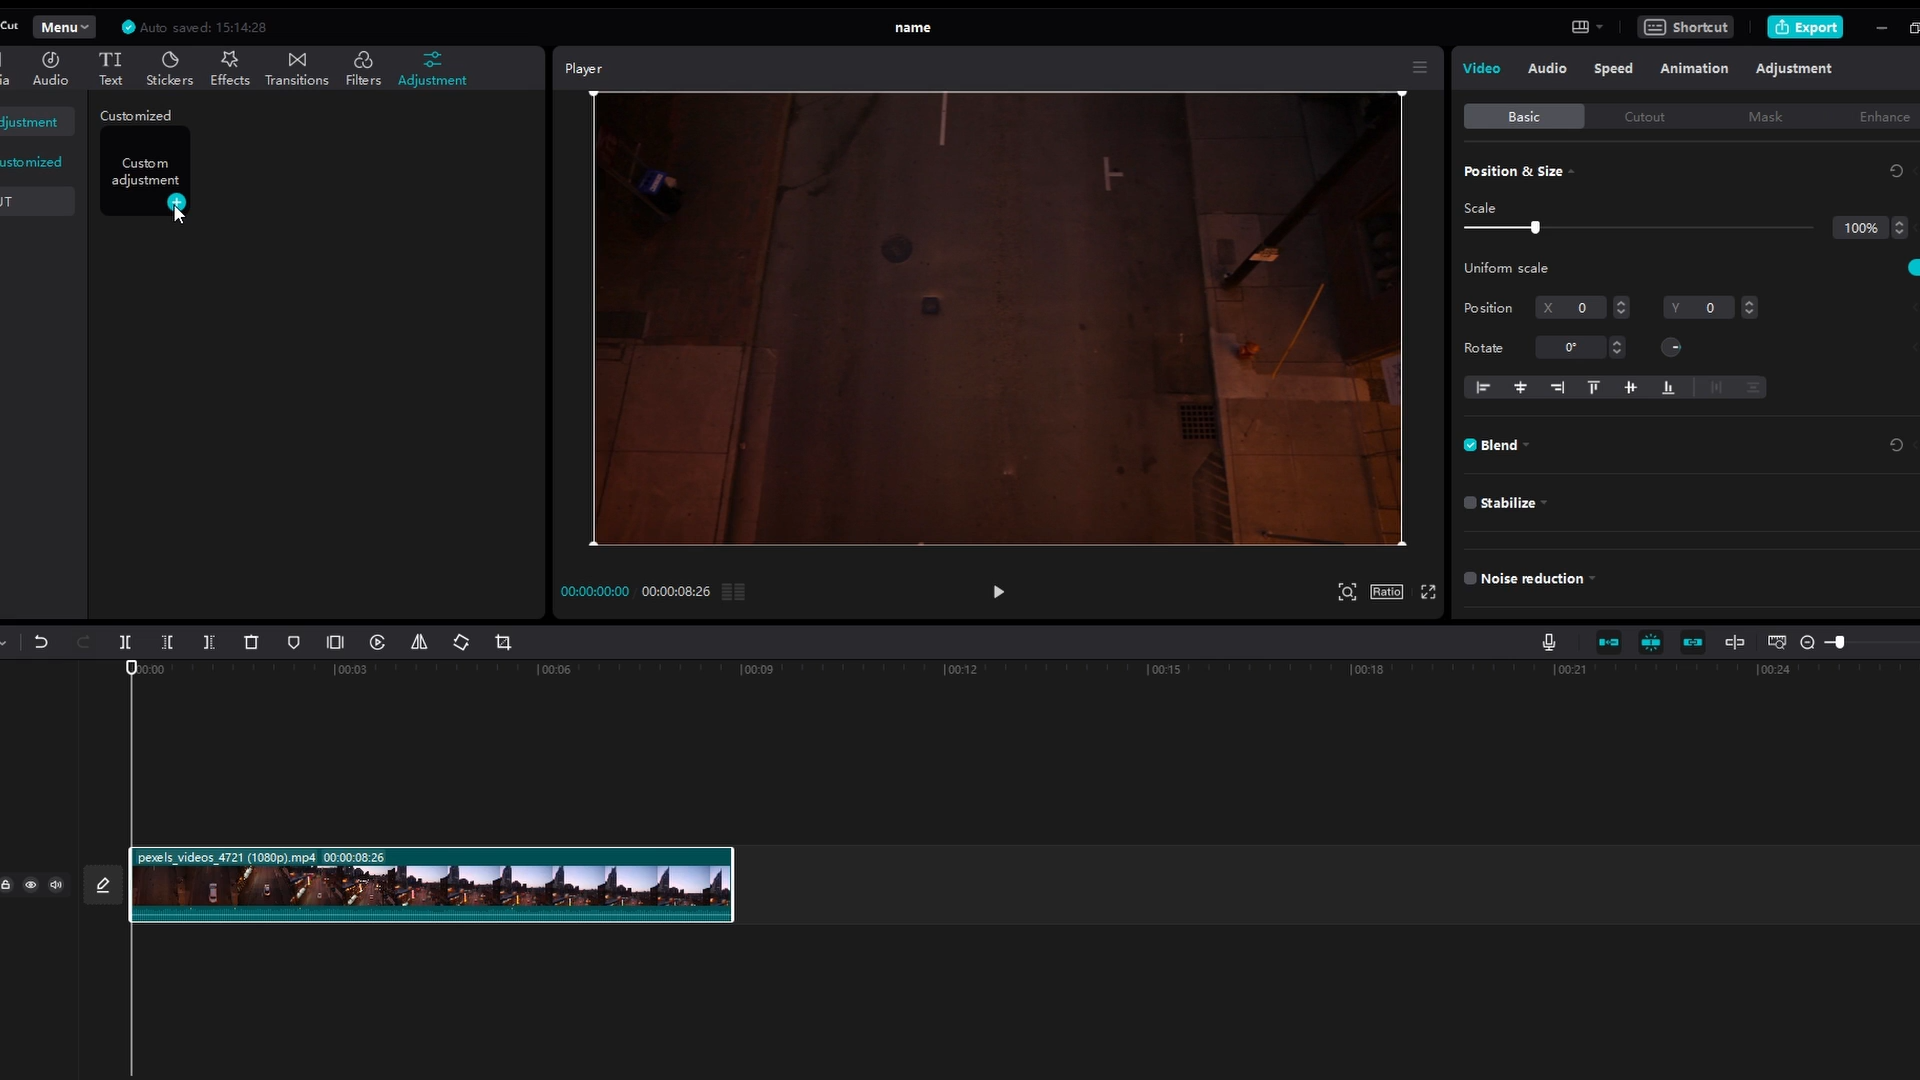 Cut
Menu
Auto saved: 15:14:28
name
Shortcut
Export
ia
Audio
Text
Stickers
Effects
Transitions
Filters
Adjustment
djustment
ustomized
UT
Customized
Custom
adjustment
Player
00:00:00:00
00:00:08:26
Ratio
Video
Audio
Speed
Animation
Adjustment
Basic
Cutout
Mask
Enhance
Position & Size
Scale
100%
Uniform scale
Position
X 0
Y 0
Rotate
0°
Blend
Stabilize
Noise reduction
00:00
00:03
00:06
00:09
00:12
00:15
00:18
00:21
00:24
pexels_videos_4721 (1080p).mp4 00:00:08:26